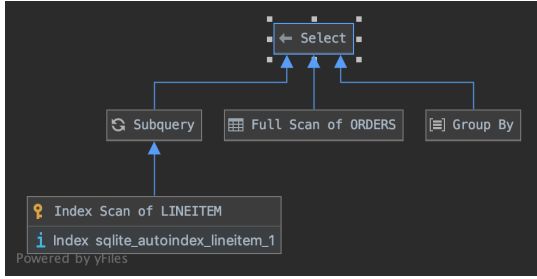 Select
Subquery
Full Scan of ORDERS
Group By
Index Scan of LINEITEM
i Index sqlite_autoindex_lineitem_1
Powered by yFiles